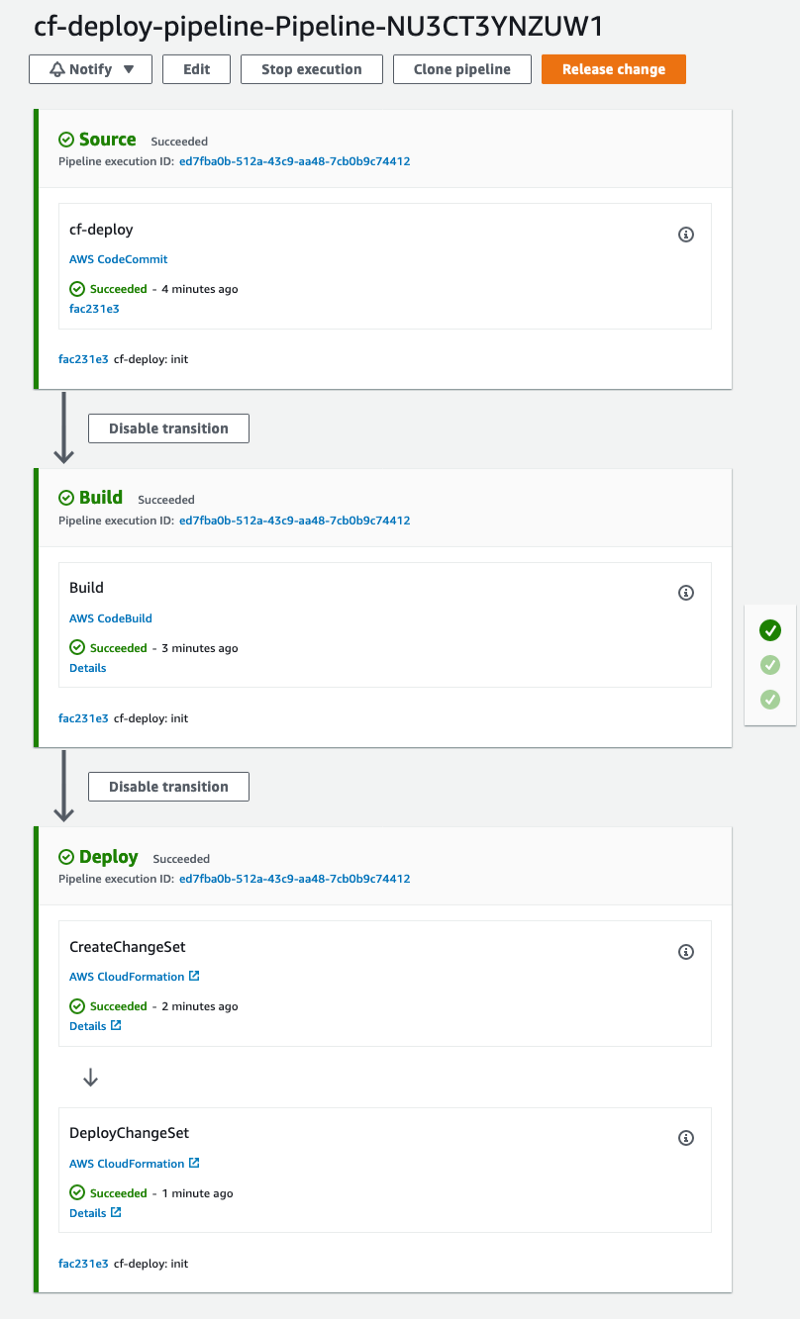 cf-deploy-pipeline-Pipeline-NU3CT3YNZUW1
Notify Edit Stop execution Clone pipeline Release change
Source Succeeded
Pipeline execution ID: ed7fba0b-512a-43c9-aa48-7cb0b9c74412
cf-deploy
AWS CodeCommit
Succeeded - 4 minutes ago
fac231e3
fac231e3 cf-deploy: init
Disable transition
Build Succeeded
Pipeline execution ID: ed7fba0b-512a-43c9-aa48-7cb0b9c74412
Build
AWS CodeBuild
Succeeded - 3 minutes ago
Details
fac231e3 cf-deploy: init
Disable transition
Deploy Succeeded
Pipeline execution ID: ed7fba0b-512a-43c9-aa48-7cb0b9c74412
CreateChangeSet
AWS CloudFormation
Succeeded - 2 minutes ago
Details
DeployChangeSet
AWS CloudFormation
Succeeded - 1 minute ago
Details
fac231e3 cf-deploy: init